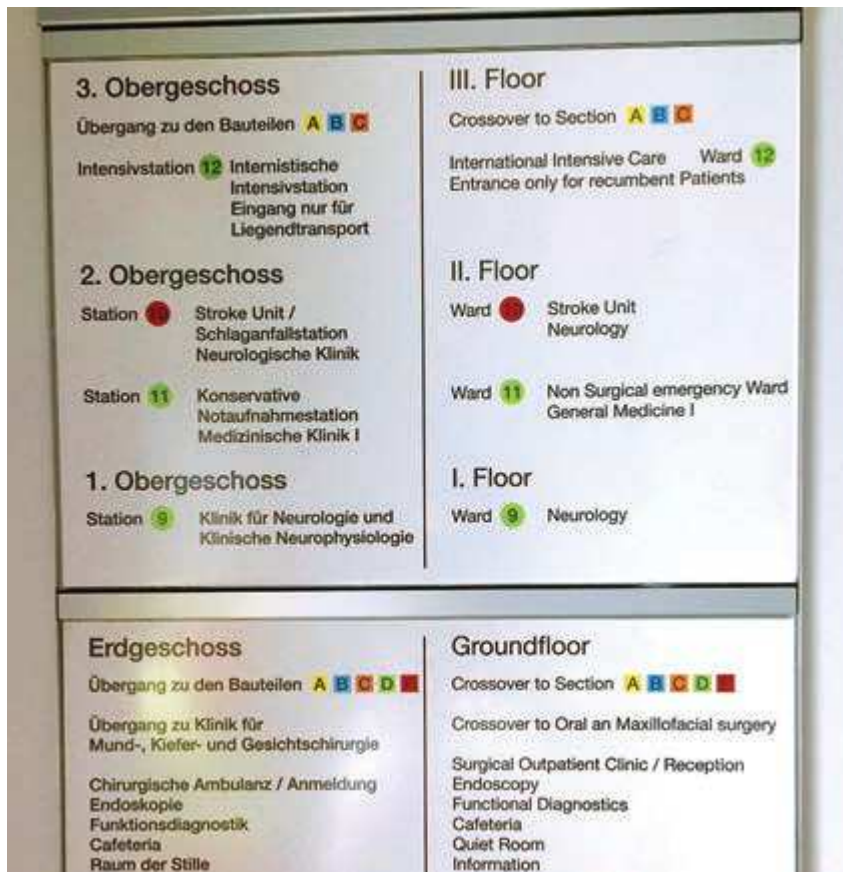 3. Obergeschoss
Übergang zu den Bauteilen A B C
Intensivstation 12 Internistische
Intensivstation
Eingang nur für
Liegendtransport
2. Obergeschoss
Station 10 Stroke Unit /
Schlaganfallstation
Neurologische Klinik
Station 11 Konservative
Notaufnahmestation
Medizinische Klinik I
1. Obergeschoss
Station 9 Klinik für Neurologie und
Klinische Neurophysiologie
III. Floor
Crossover to Section A B C
International Intensive Care Ward 12
Entrance only for recumbent Patients
II. Floor
Ward 10 Stroke Unit
Neurology
Ward 11 Non Surgical emergency Ward
General Medicine I
I. Floor
Ward 9 Neurology
Erdgeschoss
Übergang zu den Bauteilen A B C D
Übergang zu Klinik für
Mund-, Kiefer- und Gesichtschirurgie
Chirurgische Ambulanz / Anmeldung
Endoskopie
Funktionsdiagnostik
Cafeteria
Raum der Stille
Groundfloor
Crossover to Section A B C D
Crossover to Oral an Maxillofacial surgery
Surgical Outpatient Clinic / Reception
Endoscopy
Functional Diagnostics
Cafeteria
Quiet Room
Information